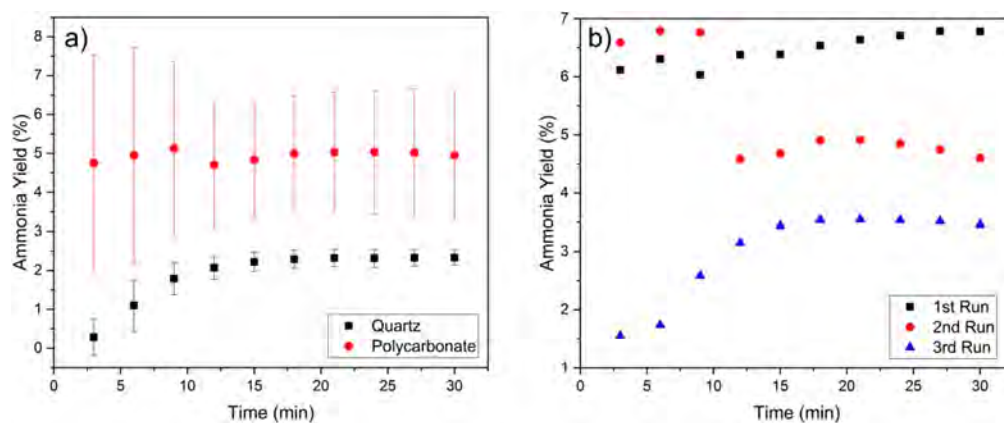 a)
Ammonia Yield (%)
8
7
6
5
4
3
2
1
0
Quartz
Polycarbonate
0 5 10 15 20 25 30
Time (min)
b)
Ammonia Yield (%)
7
6
5
4
3
2
1
1st Run
2nd Run
3rd Run
0 5 10 15 20 25 30
Time (min)